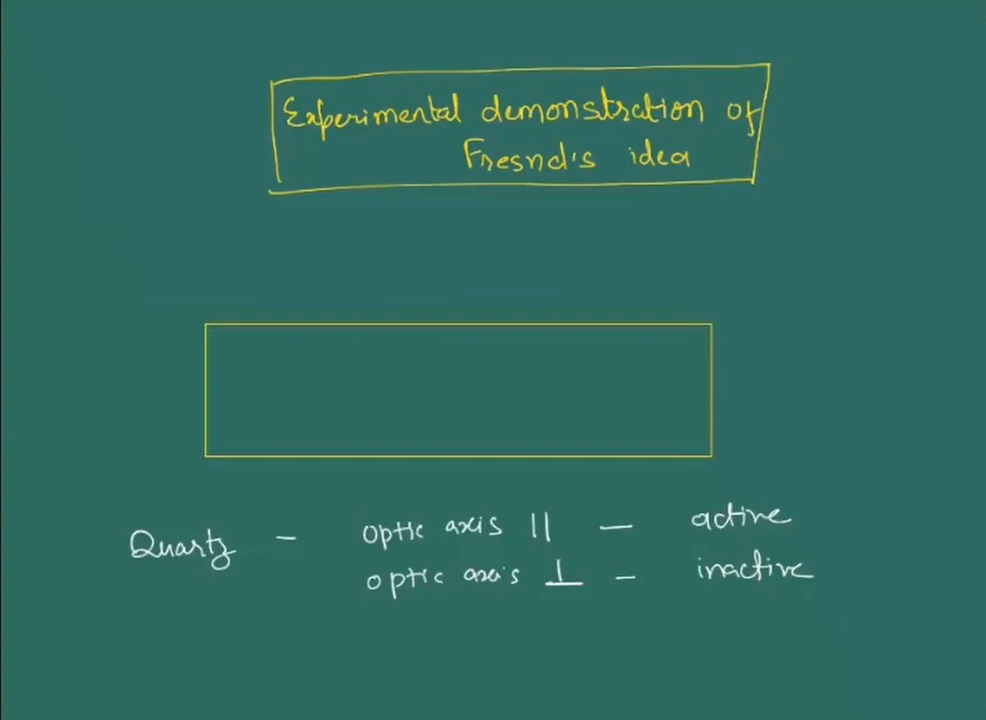 Experimental demonstration of
Fresnel's idea
Quartz - optic axis || - active
optic axis ⊥ - inactive